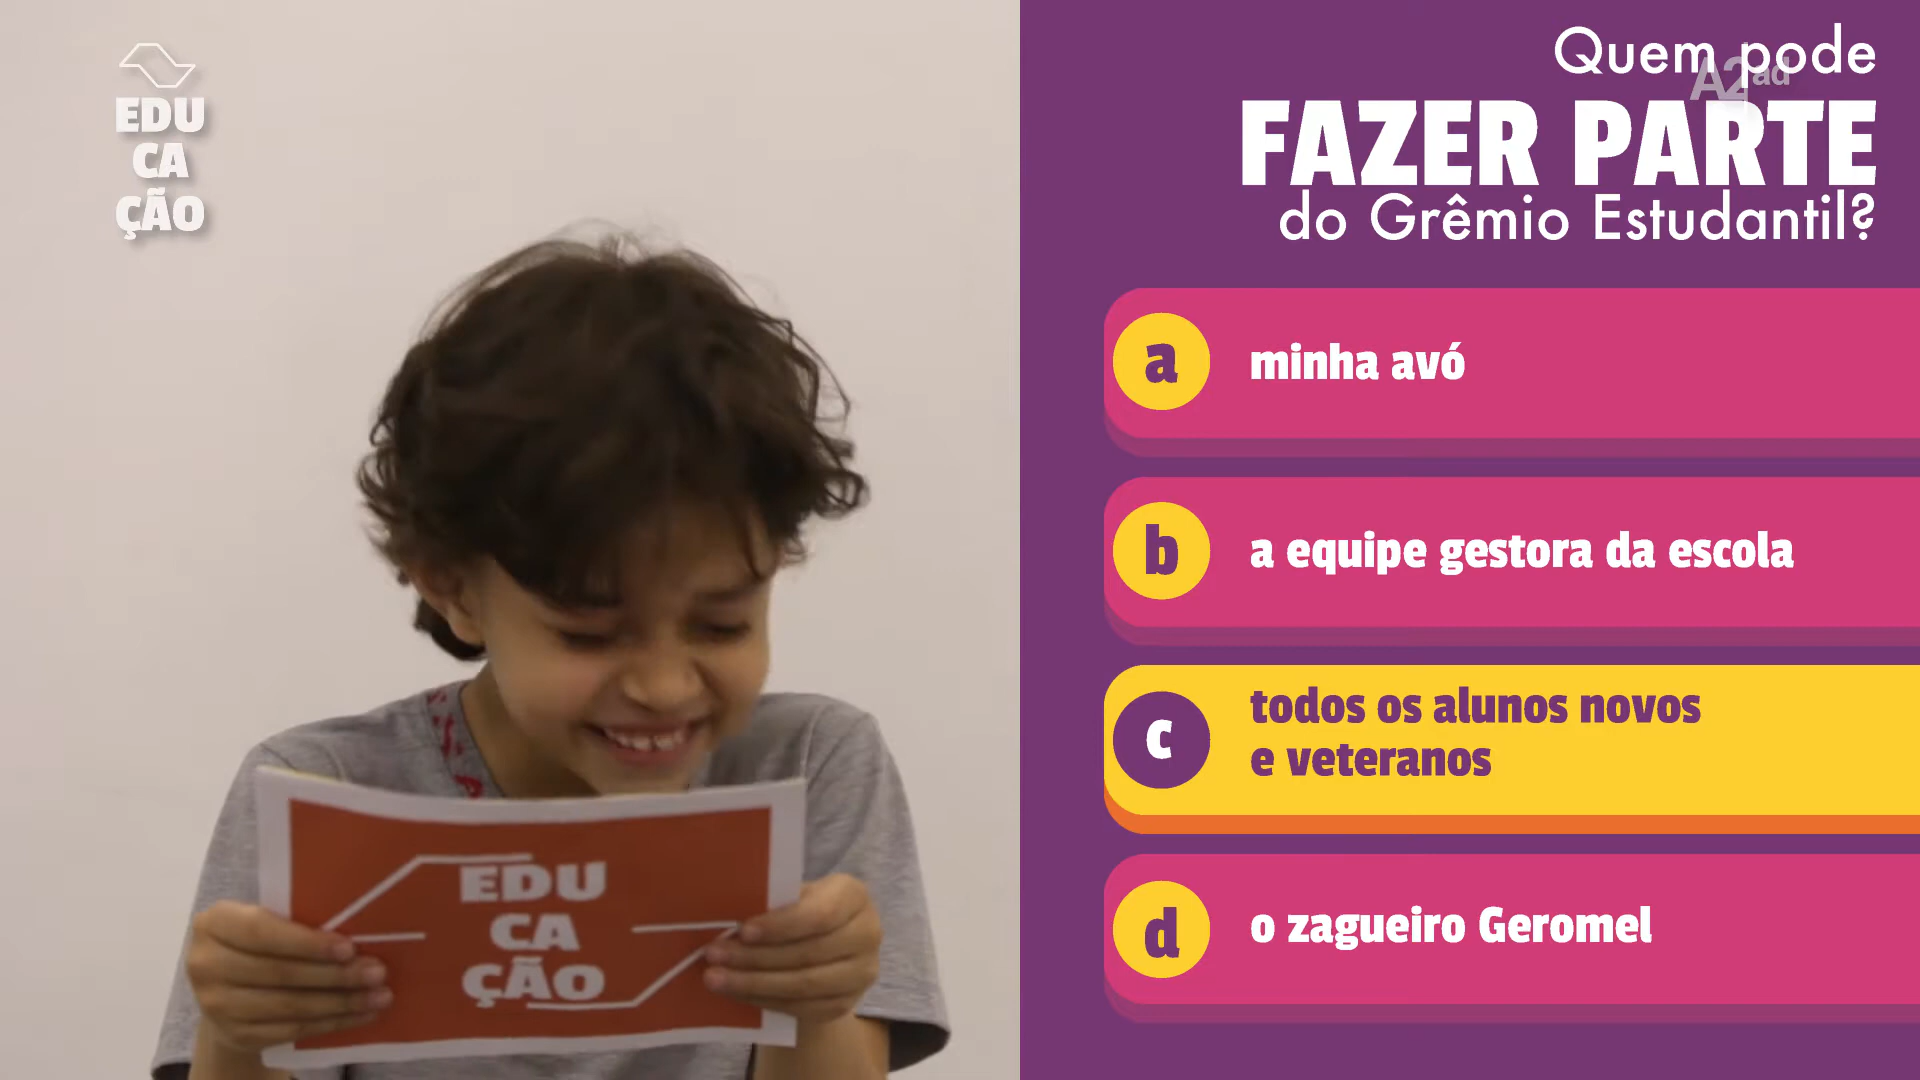 EDU
CA
ÇÃO
Quem pode
A2ad
FAZER PARTE
do Grêmio Estudantil?
a
minha avó
b
a equipe gestora da escola
c
todos os alunos novos
e veteranos
d
o zagueiro Geromel
EDU
CA
ÇÃO